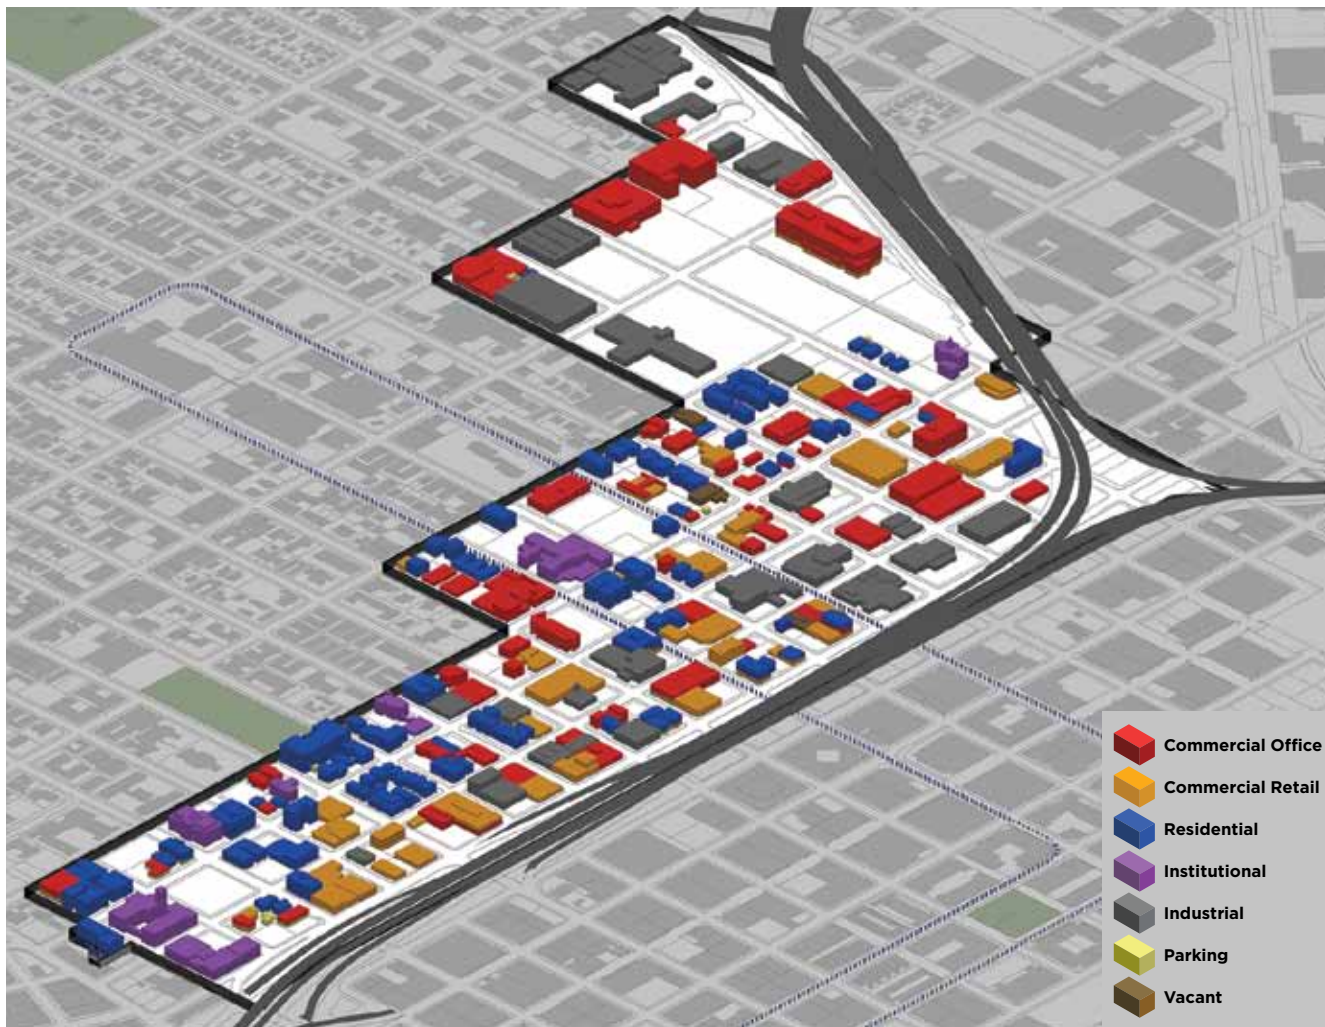 Commercial Office
Commercial Retail
Residential
Institutional
Industrial
Parking
Vacant